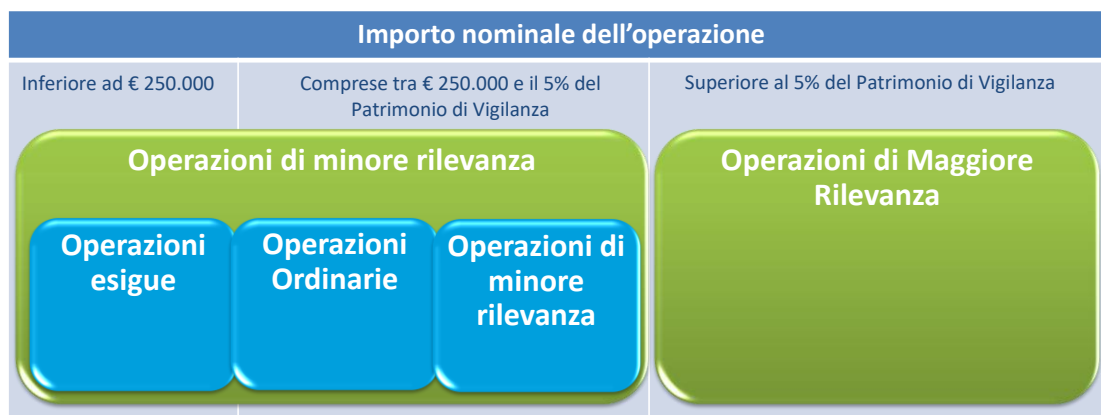 Importo nominale dell'operazione
Inferiore ad € 250.000
Comprese tra € 250.000 e il 5% del
Patrimonio di Vigilanza
Superiore al 5% del Patrimonio di Vigilanza
Operazioni di minore rilevanza
Operazioni
esigue
Operazioni
Ordinarie
Operazioni di
minore
rilevanza
Operazioni di Maggiore
Rilevanza